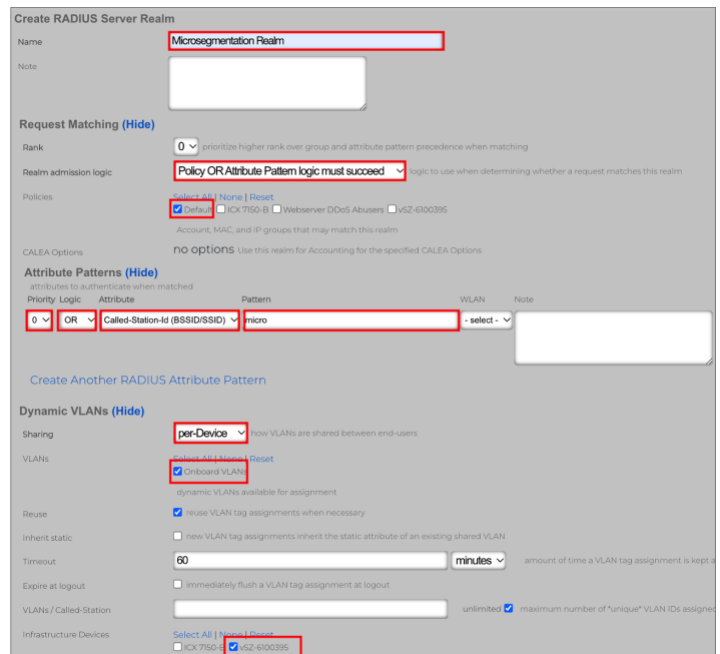 Create RADIUS Server Realm
Name Microsegmentation Realm
Note
Request Matching (Hide)
Rank 0 prioritize higher rank over group and attribute pattern precedence when matching
Realm admission logic Policy OR Attribute Pattern logic must succeed logic to use when determining whether a request matches this realm
Policies Select All | None | Reset
Default ICX 7150-B Webserver DDoS Abusers vSZ-6100395
Account, MAC, and IP groups that may match this realm
CALEA Options no options Use this realm for Accounting for the specified CALEA Options
Attribute Patterns (Hide)
attributes to authenticate when matched
Priority Logic Attribute Pattern WLAN Note
0 OR Called-Station-Id (BSSID/SSID) micro - select -
Create Another RADIUS Attribute Pattern
Dynamic VLANs (Hide)
Sharing per-Device how VLANs are shared between end-users
VLANs Select All | None | Reset
Onboard VLANs
dynamic VLANs available for assignment
Reuse reuse VLAN tag assignments when necessary
Inherit static new VLAN tag assignments inherit the static attribute of an existing shared VLAN
Timeout 60 minutes amount of time a VLAN tag assignment is kept a
Expire at logout immediately flush a VLAN tag assignment at logout
VLANs / Called-Station unlimited maximum number of *unique* VLAN IDs assigned
Infrastructure Devices Select All | None | Reset
ICX 7150-B vSZ-6100395